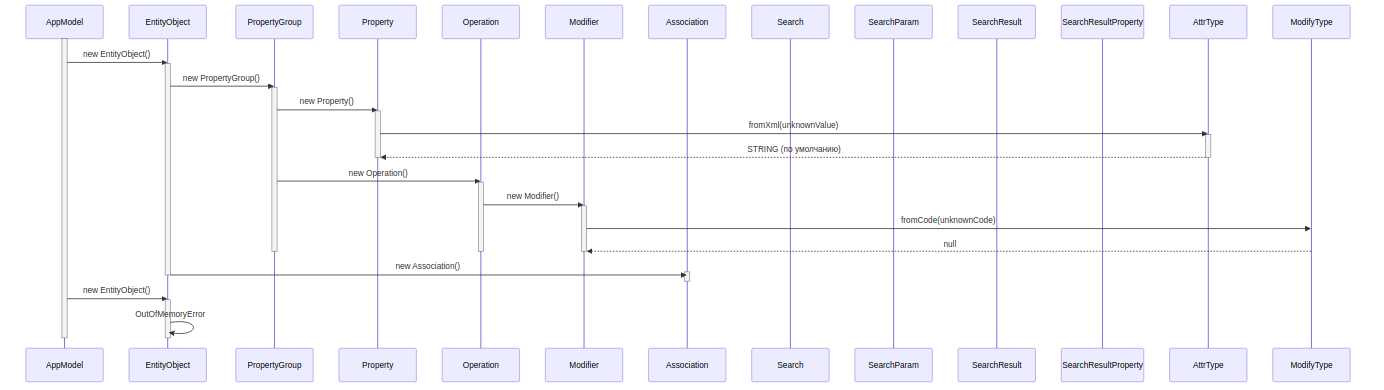 AppModel
EntityObject
PropertyGroup
Property
Operation
Modifier
Association
Search
SearchParam
SearchResult
SearchResultProperty
AttrType
ModifyType
new EntityObject()
new PropertyGroup()
new Property()
fromXml(unknownValue)
STRING (по умолчанию)
new Operation()
new Modifier()
fromCode(unknownCode)
null
new Association()
new EntityObject()
OutOfMemoryError
AppModel
EntityObject
PropertyGroup
Property
Operation
Modifier
Association
Search
SearchParam
SearchResult
SearchResultProperty
AttrType
ModifyType